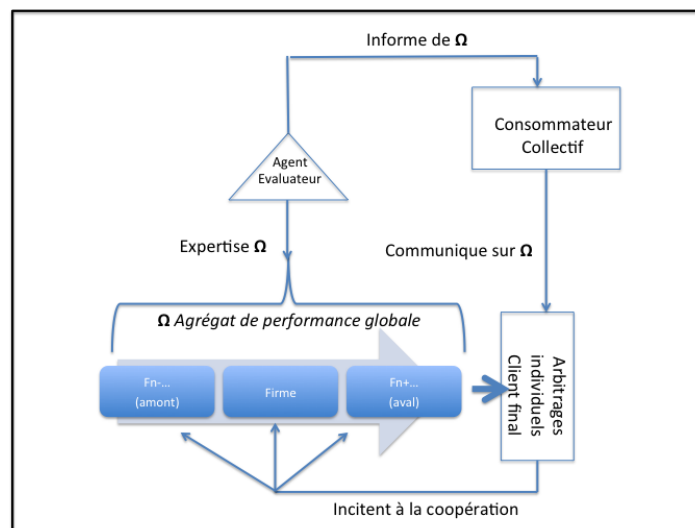 Informe de Ω
Consommateur
Collectif
Agent
Evaluateur
Expertise Ω
Communique sur Ω
Ω Agrégat de performance globale
Fn-...
(amont)
Firme
Fn+...
(aval)
Arbitrages
individuels
Client final
Incitent à la coopération